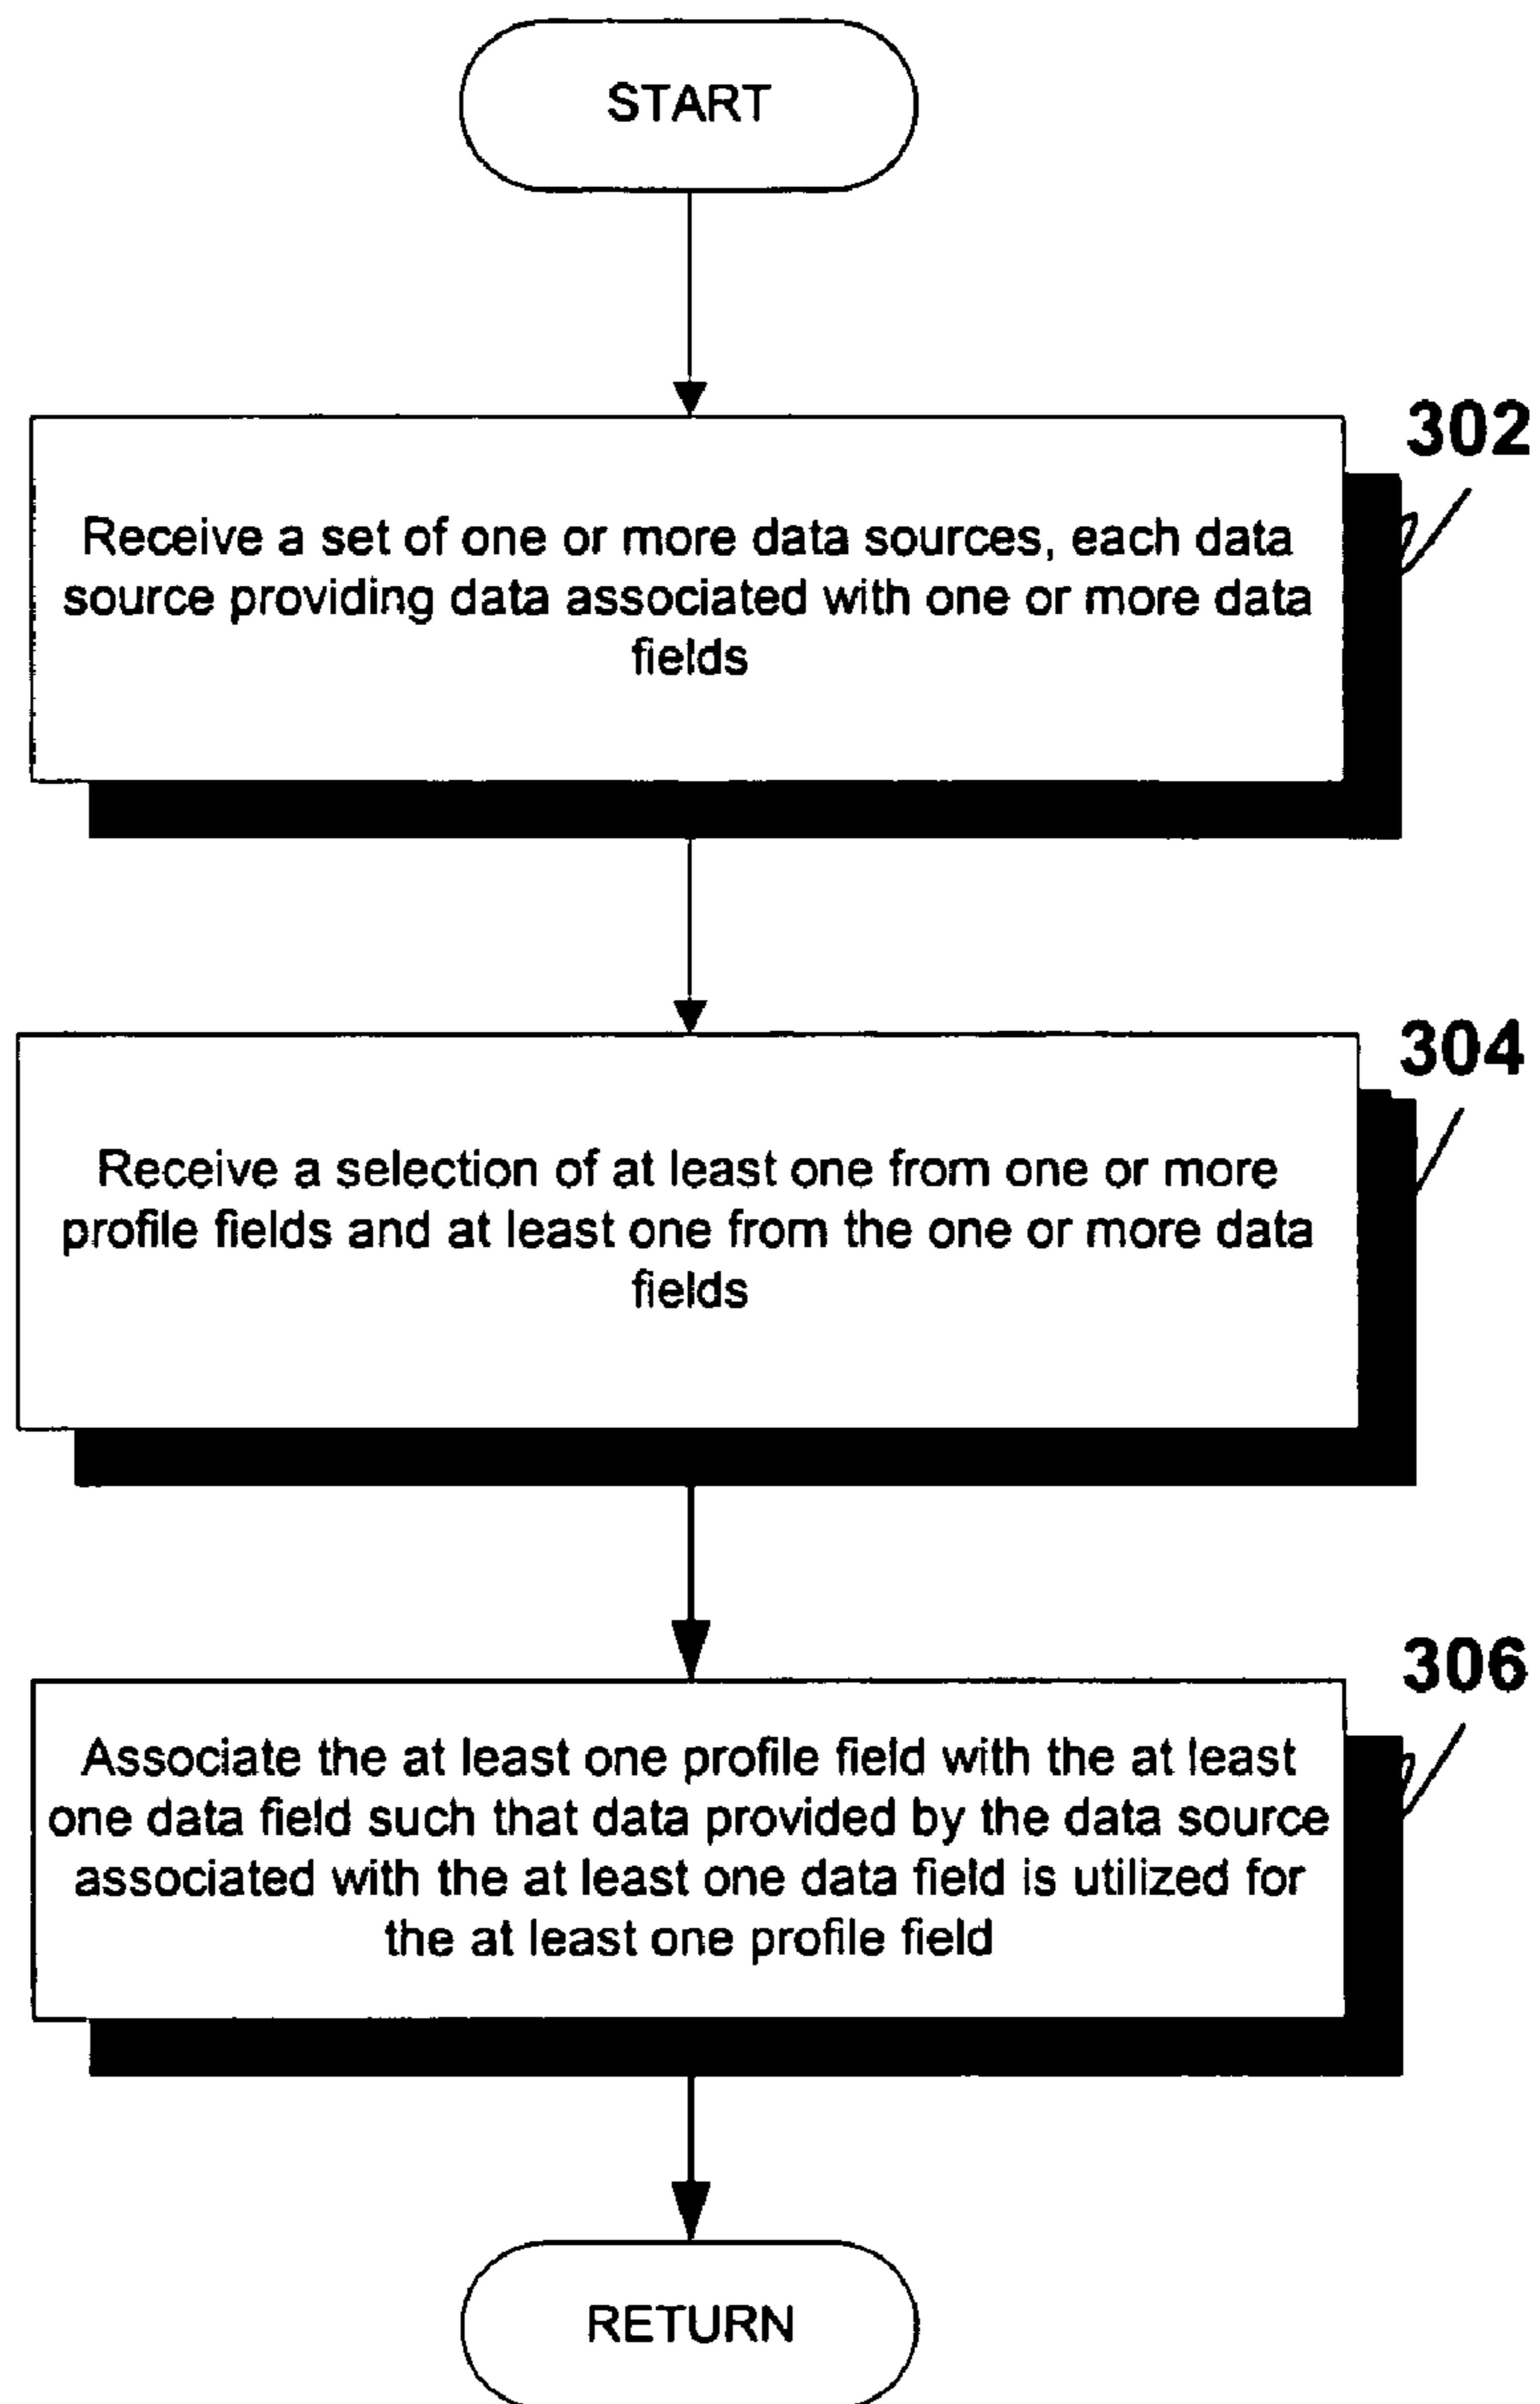 START
302
Receive a set of one or more data sources, each data
source providing data associated with one or more data
fields
304
Receive a selection of at least one from one or more
profile fields and at least one from the one or more data
fields
306
Associate the at least one profile field with the at least
one data field such that data provided by the data source
associated with the at least one data field is utilized for
the at least one profile field
RETURN